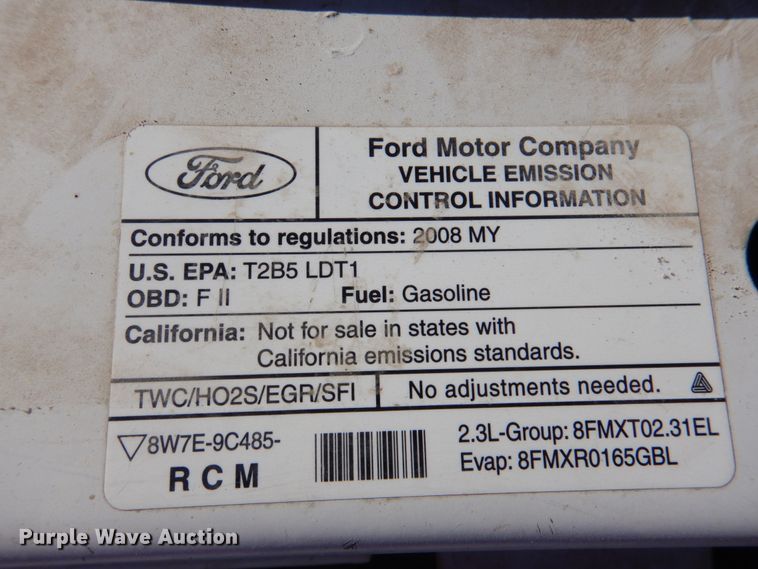 Ford
Ford Motor Company
VEHICLE EMISSION
CONTROL INFORMATION
Conforms to regulations: 2008 MY
U.S. EPA: T2B5 LDT1
OBD: F II Fuel: Gasoline
California: Not for sale in states with
California emissions standards.
TWC/HO2S/EGR/SFI No adjustments needed.
8W7E-9C485-
RCM
2.3L-Group: 8FMXT02.31EL
Evap: 8FMXR0165GBL
Purple Wave Auction